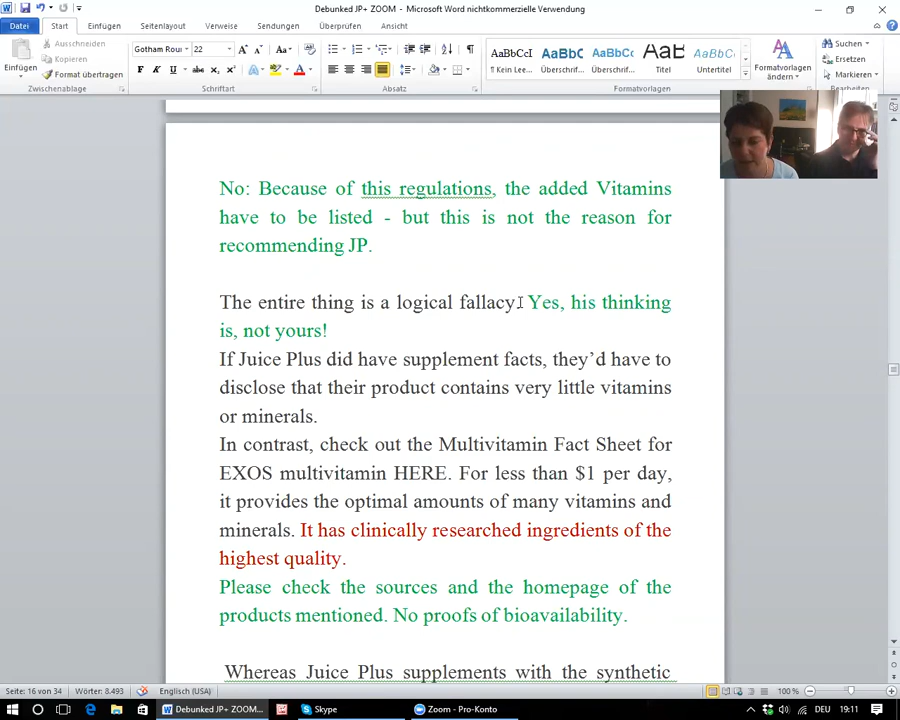 Debunked JP+ ZOOM... - Microsoft Word nichtkommerzielle Verwendung
Datei Start Einfügen Seitenlayout Verweise Sendungen Überprüfen Ansicht
Einfügen
Ausschneiden
Kopieren
Format übertragen
Zwischenablage
Gotham Roun 22
F K U abc x₂ x²
Schriftart
Absatz
AaBbCcI AaBbC AaBbCc AaB AaBbCc.
¶ Kein Leer... Überschrif... Überschrif... Titel Untertitel
Formatvorlagen
Formatvorlagen ändern
Suchen
Ersetzen
Markieren
Bearbeiten
No: Because of this regulations, the added Vitamins
have to be listed - but this is not the reason for
recommending JP.
The entire thing is a logical fallacy. Yes, his thinking
is, not yours!
If Juice Plus did have supplement facts, they'd have to
disclose that their product contains very little vitamins
or minerals.
In contrast, check out the Multivitamin Fact Sheet for
EXOS multivitamin HERE. For less than $1 per day,
it provides the optimal amounts of many vitamins and
minerals. It has clinically researched ingredients of the
highest quality.
Please check the sources and the homepage of the
products mentioned. No proofs of bioavailability.
Whereas Juice Plus supplements with the synthetic
Seite: 16 von 34 Wörter: 8.493 Englisch (USA) 100 %
Debunked JP+ ZOOM... Skype Zoom - Pro-Konto DEU 19:11